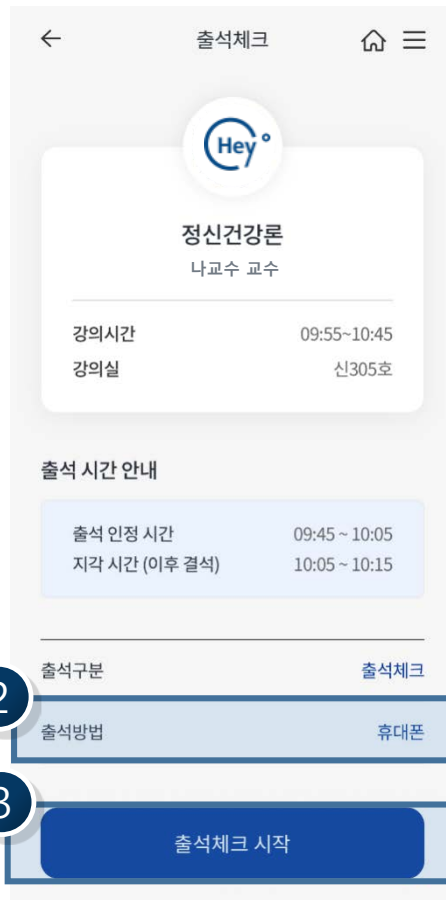 출석체크
Hey
정신건강론
나교수 교수
강의시간 09:55~10:45
강의실 신305호
출석 시간 안내
출석 인정 시간 09:45 ~ 10:05
지각 시간 (이후 결석) 10:05 ~ 10:15
출석구분 출석체크
2
출석방법 휴대폰
3
출석체크 시작